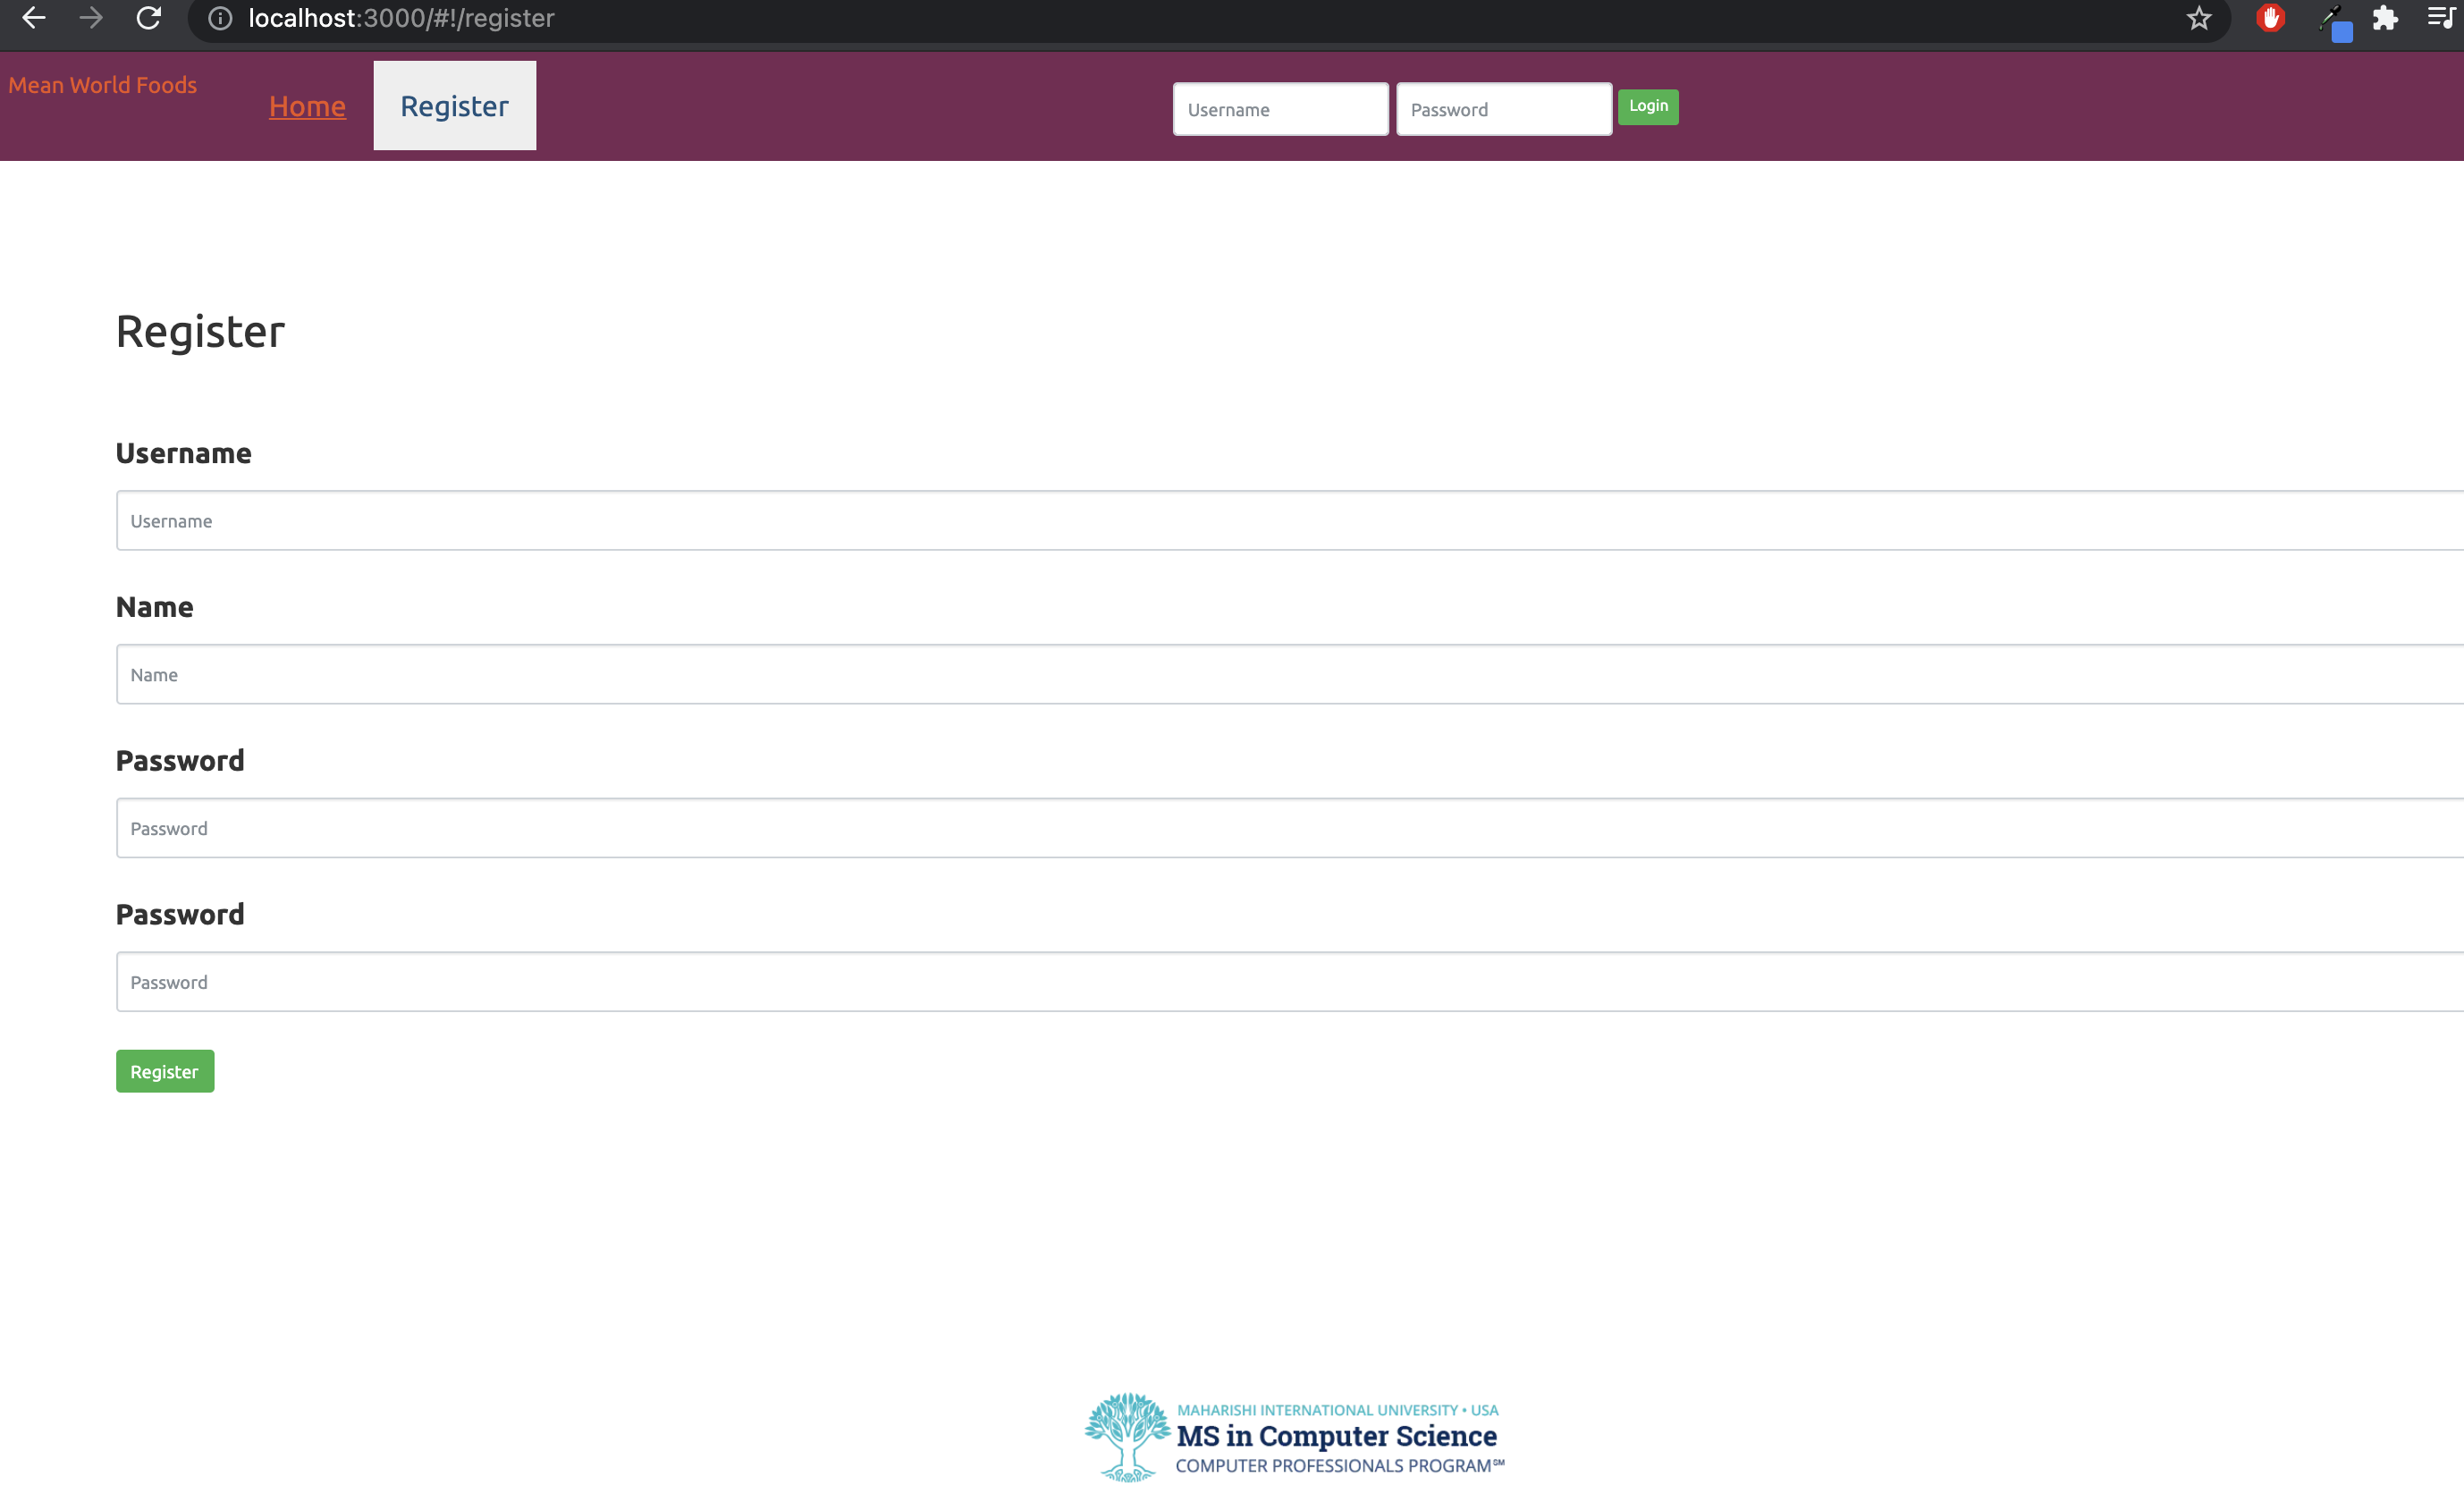 localhost:3000/#!/register
Mean World Foods
Home
Register
Username
Password
Login
Register
Username
Username
Name
Name
Password
Password
Password
Password
Register
MAHARISHI INTERNATIONAL UNIVERSITY • USA
MS in Computer Science
COMPUTER PROFESSIONALS PROGRAM℠